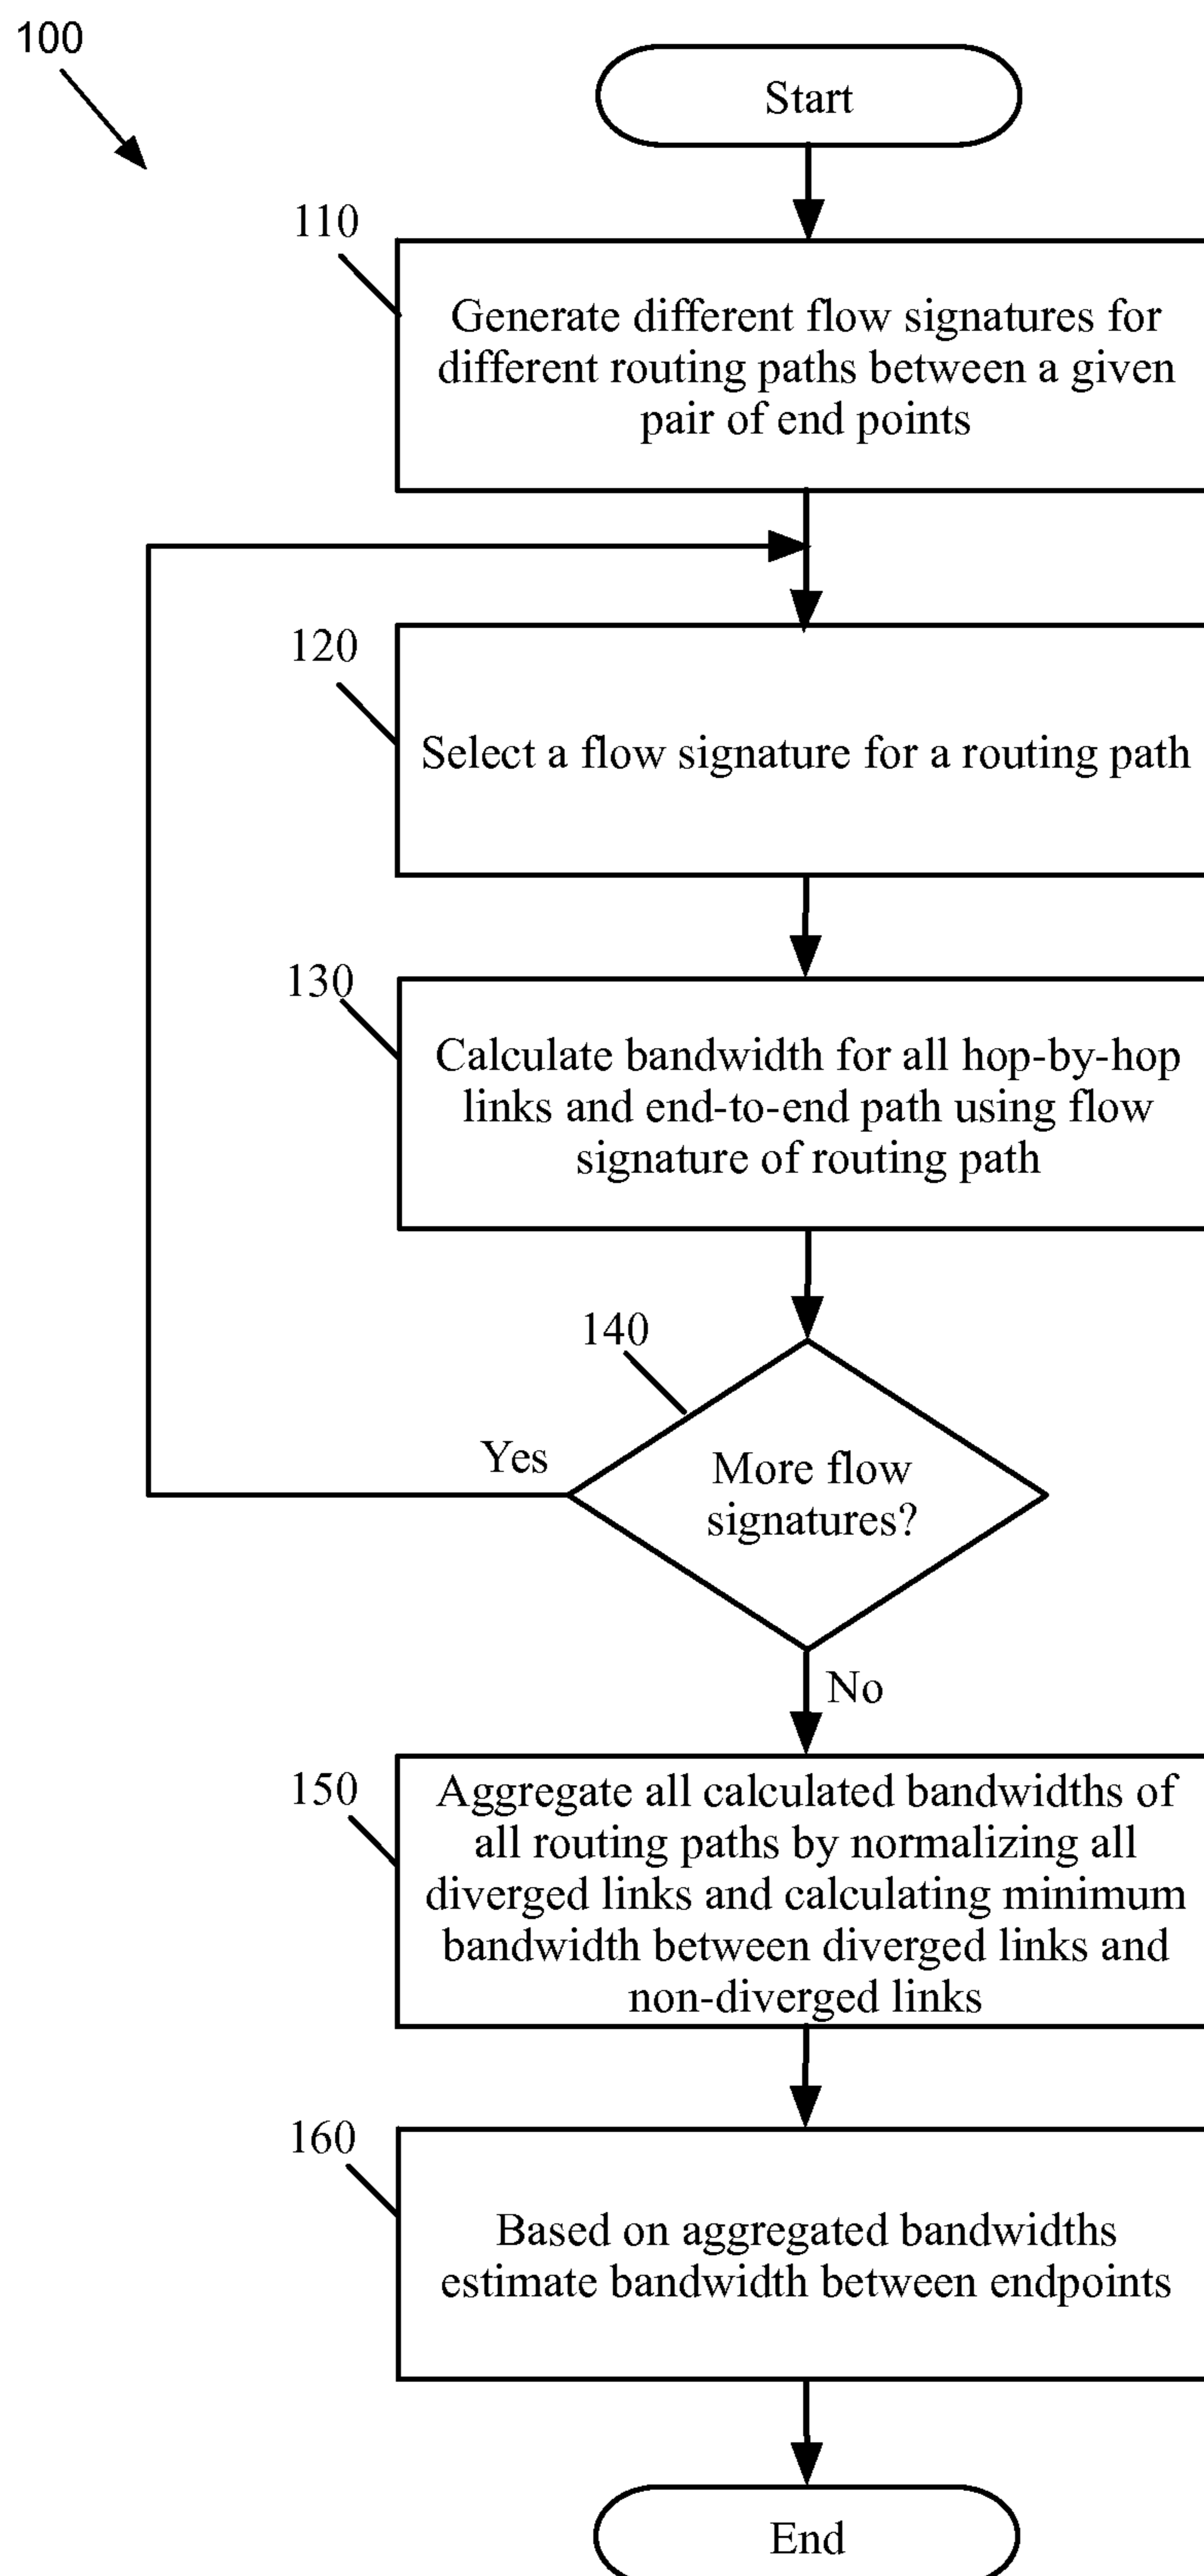 100
Start
110
Generate different flow signatures for
different routing paths between a given
pair of end points
120
Select a flow signature for a routing path
130
Calculate bandwidth for all hop-by-hop
links and end-to-end path using flow
signature of routing path
140
Yes
More flow
signatures?
No
150
Aggregate all calculated bandwidths of
all routing paths by normalizing all
diverged links and calculating minimum
bandwidth between diverged links and
non-diverged links
160
Based on aggregated bandwidths
estimate bandwidth between endpoints
End